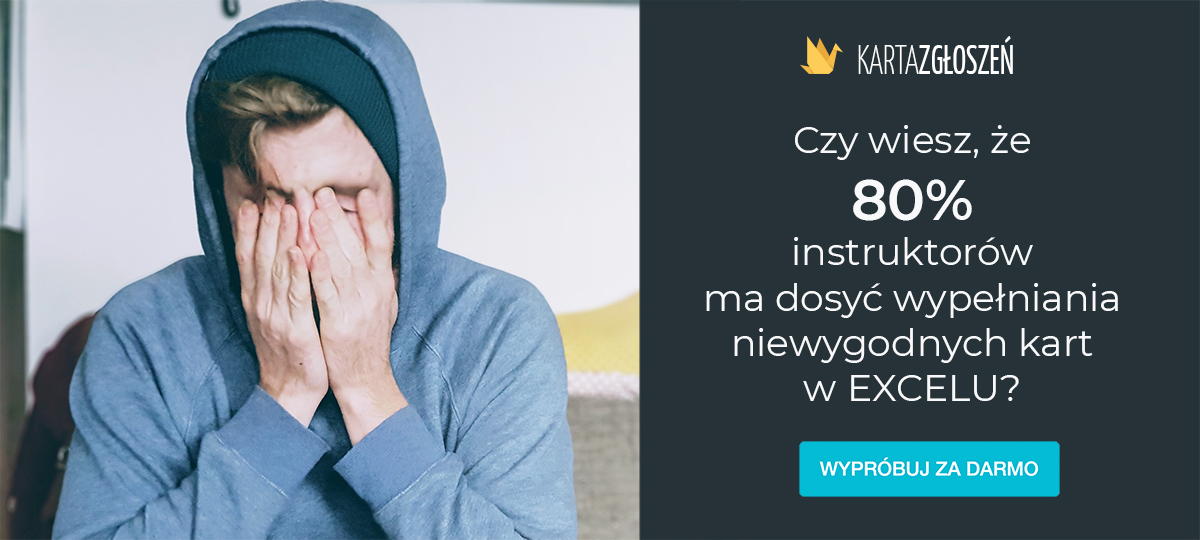 KARTAZGŁOSZEŃ
Czy wiesz, że
80%
instruktorów
ma dosyć wypełniania
niewygodnych kart
w EXCELU?
WYPRÓBUJ ZA DARMO